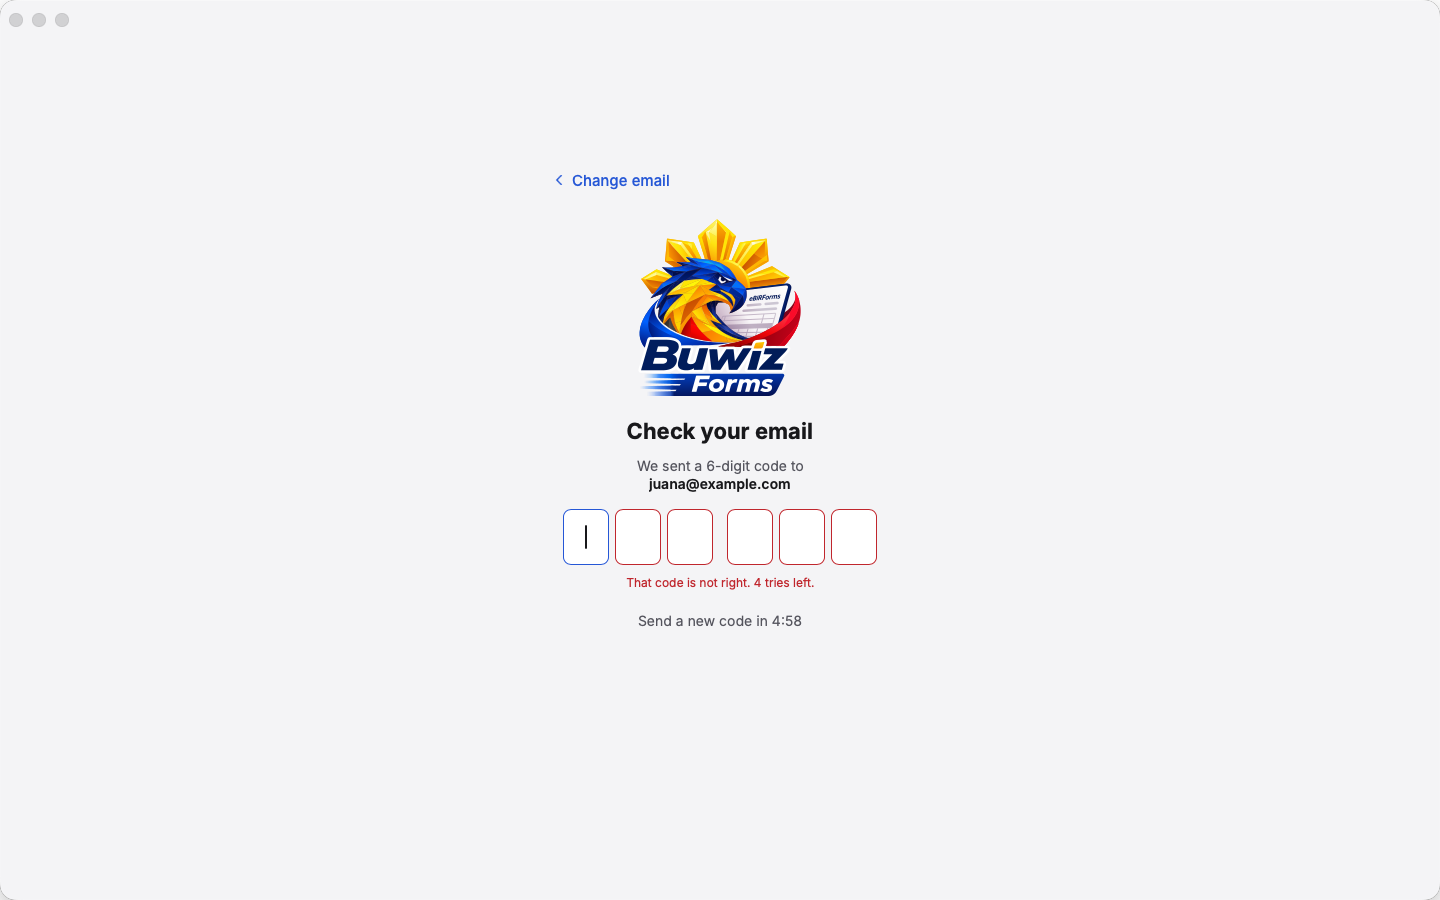 Change email
eBIRForms
Buwiz
Forms
Check your email
We sent a 6-digit code to
juana@example.com
That code is not right. 4 tries left.
Send a new code in 4:58